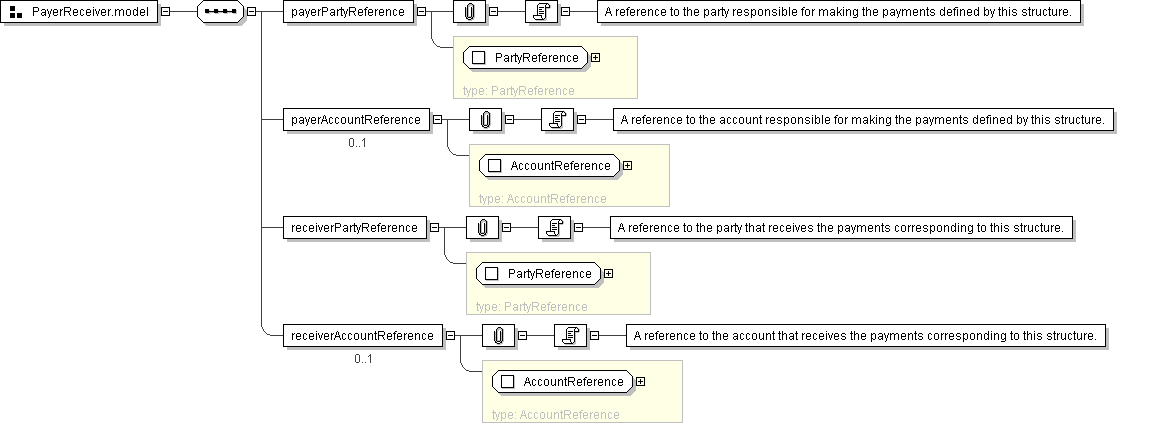 PayerReceiver.model
payerPartyReference
A reference to the party responsible for making the payments defined by this structure.
PartyReference
type: PartyReference
payerAccountReference
A reference to the account responsible for making the payments defined by this structure.
0..1
AccountReference
type: AccountReference
receiverPartyReference
A reference to the party that receives the payments corresponding to this structure.
PartyReference
type: PartyReference
receiverAccountReference
A reference to the account that receives the payments corresponding to this structure.
0..1
AccountReference
type: AccountReference